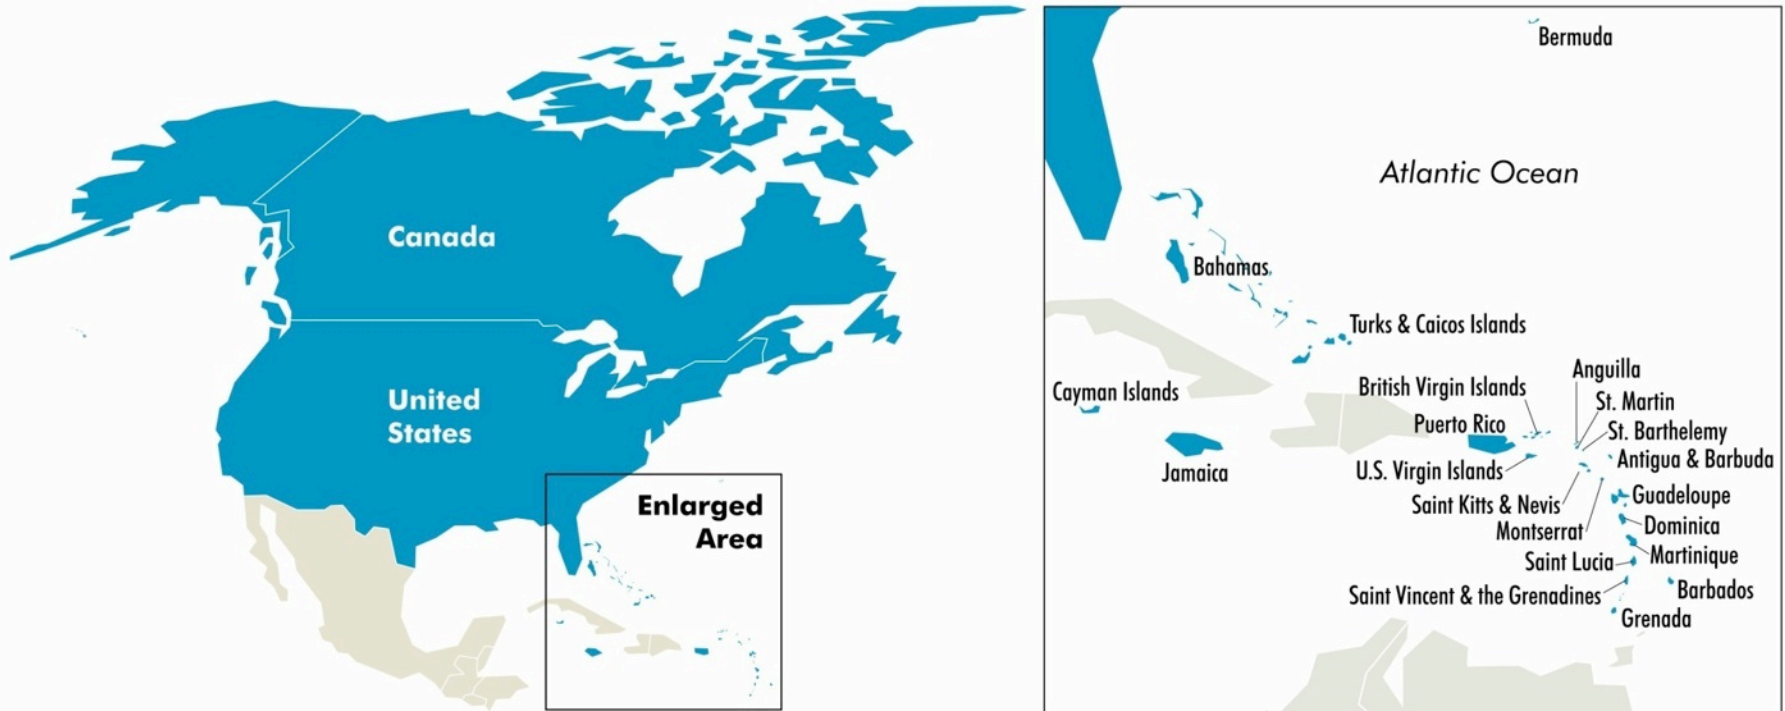 Canada
United
States
Enlarged
Area
Bermuda
Atlantic Ocean
Bahamas
Turks & Caicos Islands
Cayman Islands
Jamaica
British Virgin Islands
Puerto Rico
U.S. Virgin Islands
Anguilla
St. Martin
St. Barthelemy
Antigua & Barbuda
Saint Kitts & Nevis
Montserrat
Guadeloupe
Dominica
Martinique
Saint Lucia
Barbados
Saint Vincent & the Grenadines
Grenada